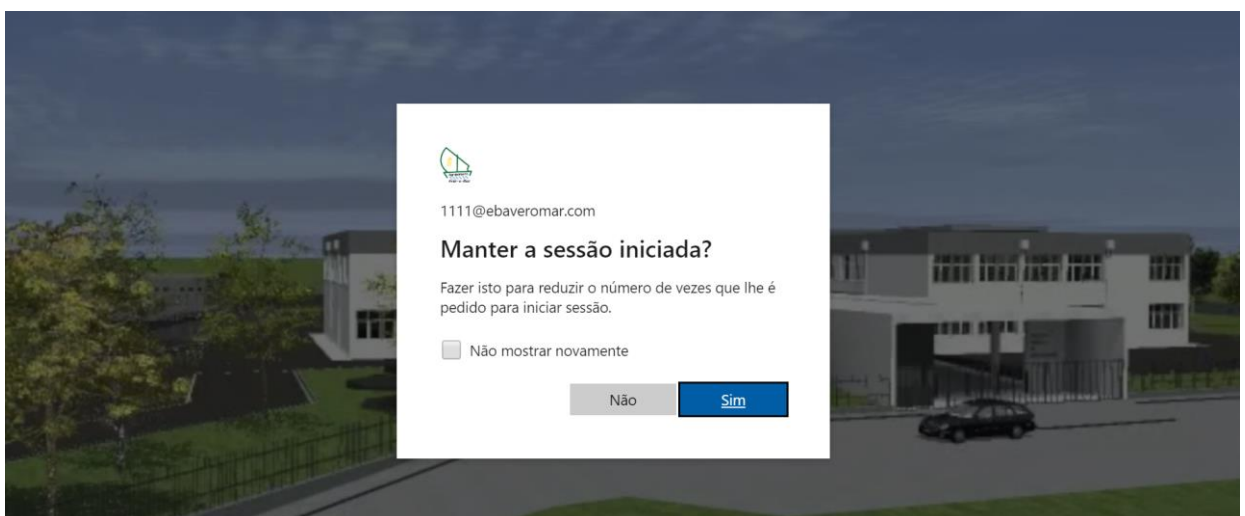 1111@ebaveromar.com
Manter a sessão iniciada?
Fazer isto para reduzir o número de vezes que lhe é
pedido para iniciar sessão.
Não mostrar novamente
Não
Sim